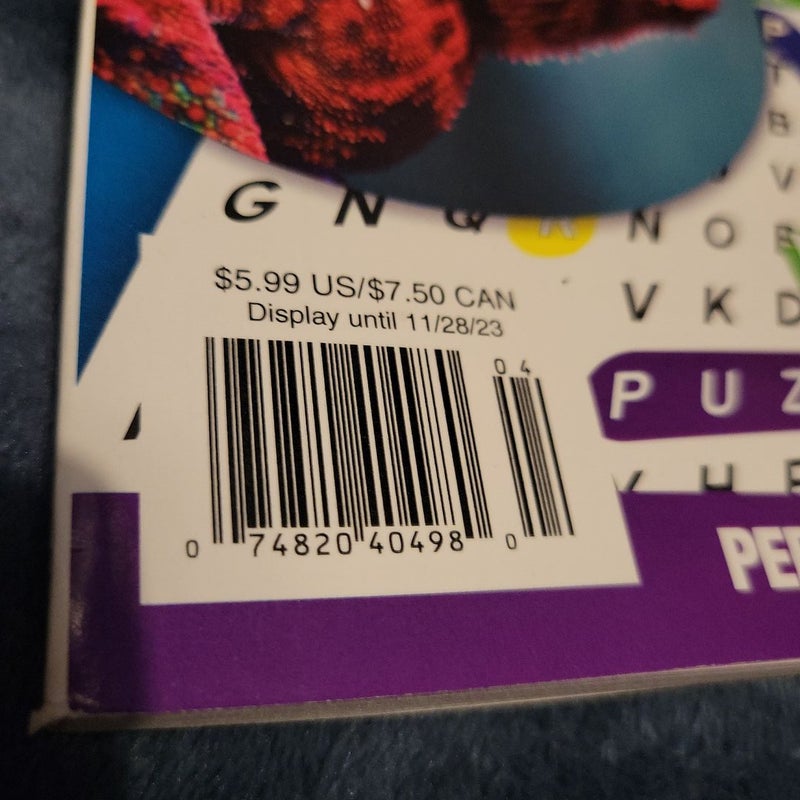 P
T
B
V
G N Q R N O E
$5.99 US/$7.50 CAN
Display until 11/28/23
V K D
04
P U Z
0 74820 40498 0